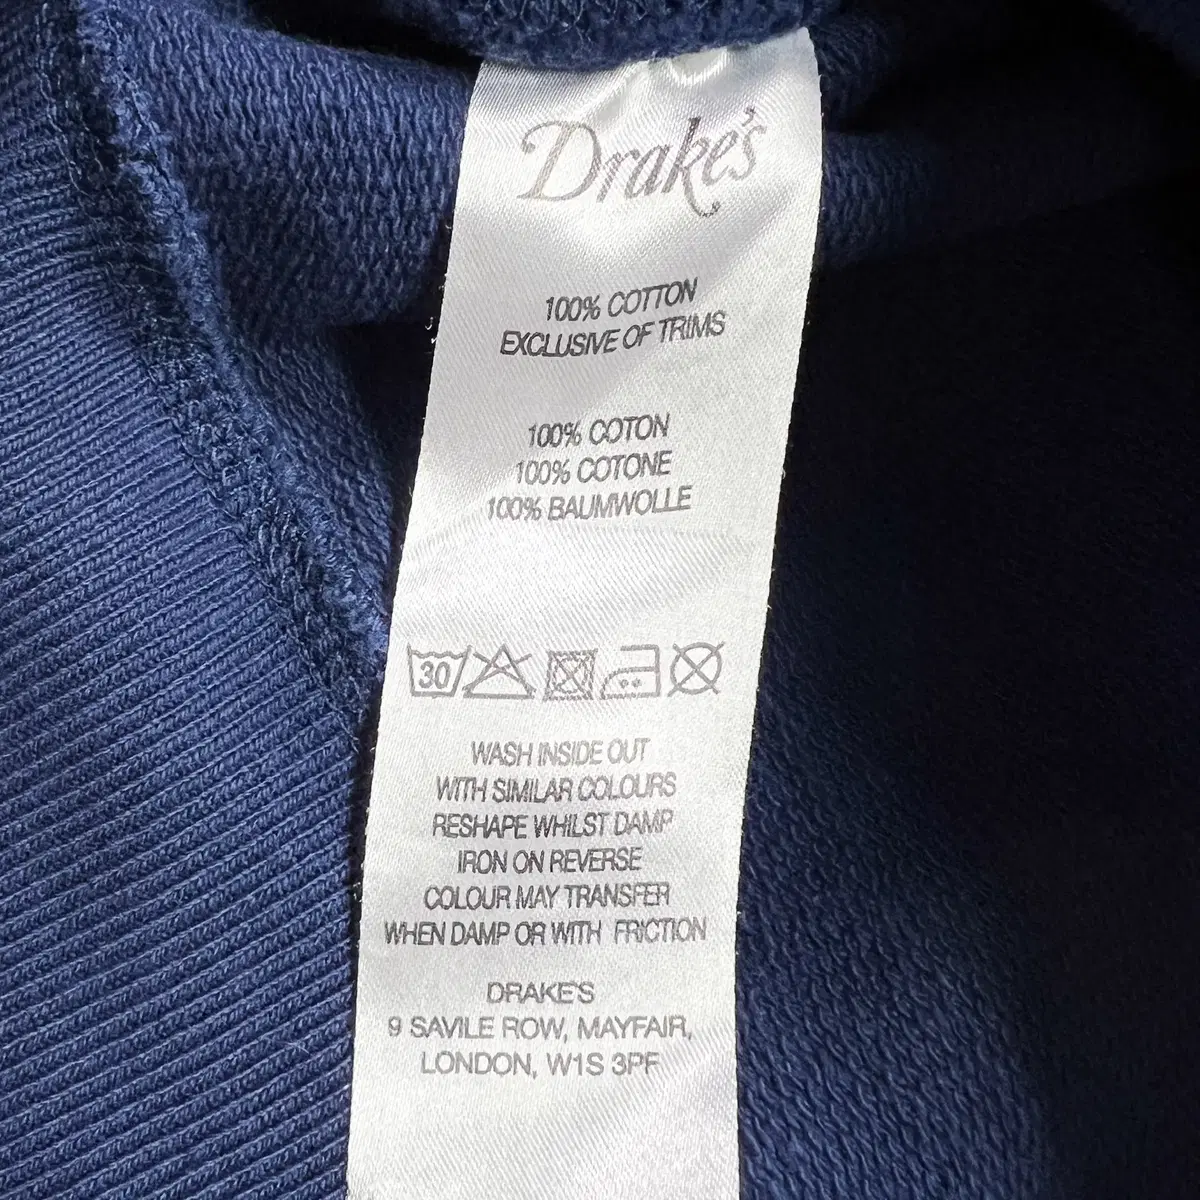 Drake's
100% COTTON
EXCLUSIVE OF TRIMS
100% COTON
100% COTONE
100% BAUMWOLLE
30
WASH INSIDE OUT
WITH SIMILAR COLOURS
RESHAPE WHILST DAMP
IRON ON REVERSE
COLOUR MAY TRANSFER
WHEN DAMP OR WITH FRICTION
DRAKE'S
9 SAVILE ROW, MAYFAIR,
LONDON, W1S 3PF